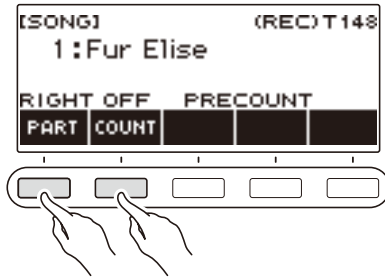 [SONG] (REC) T148
1:Fur Elise
RIGHT OFF PRECOUNT
PART COUNT